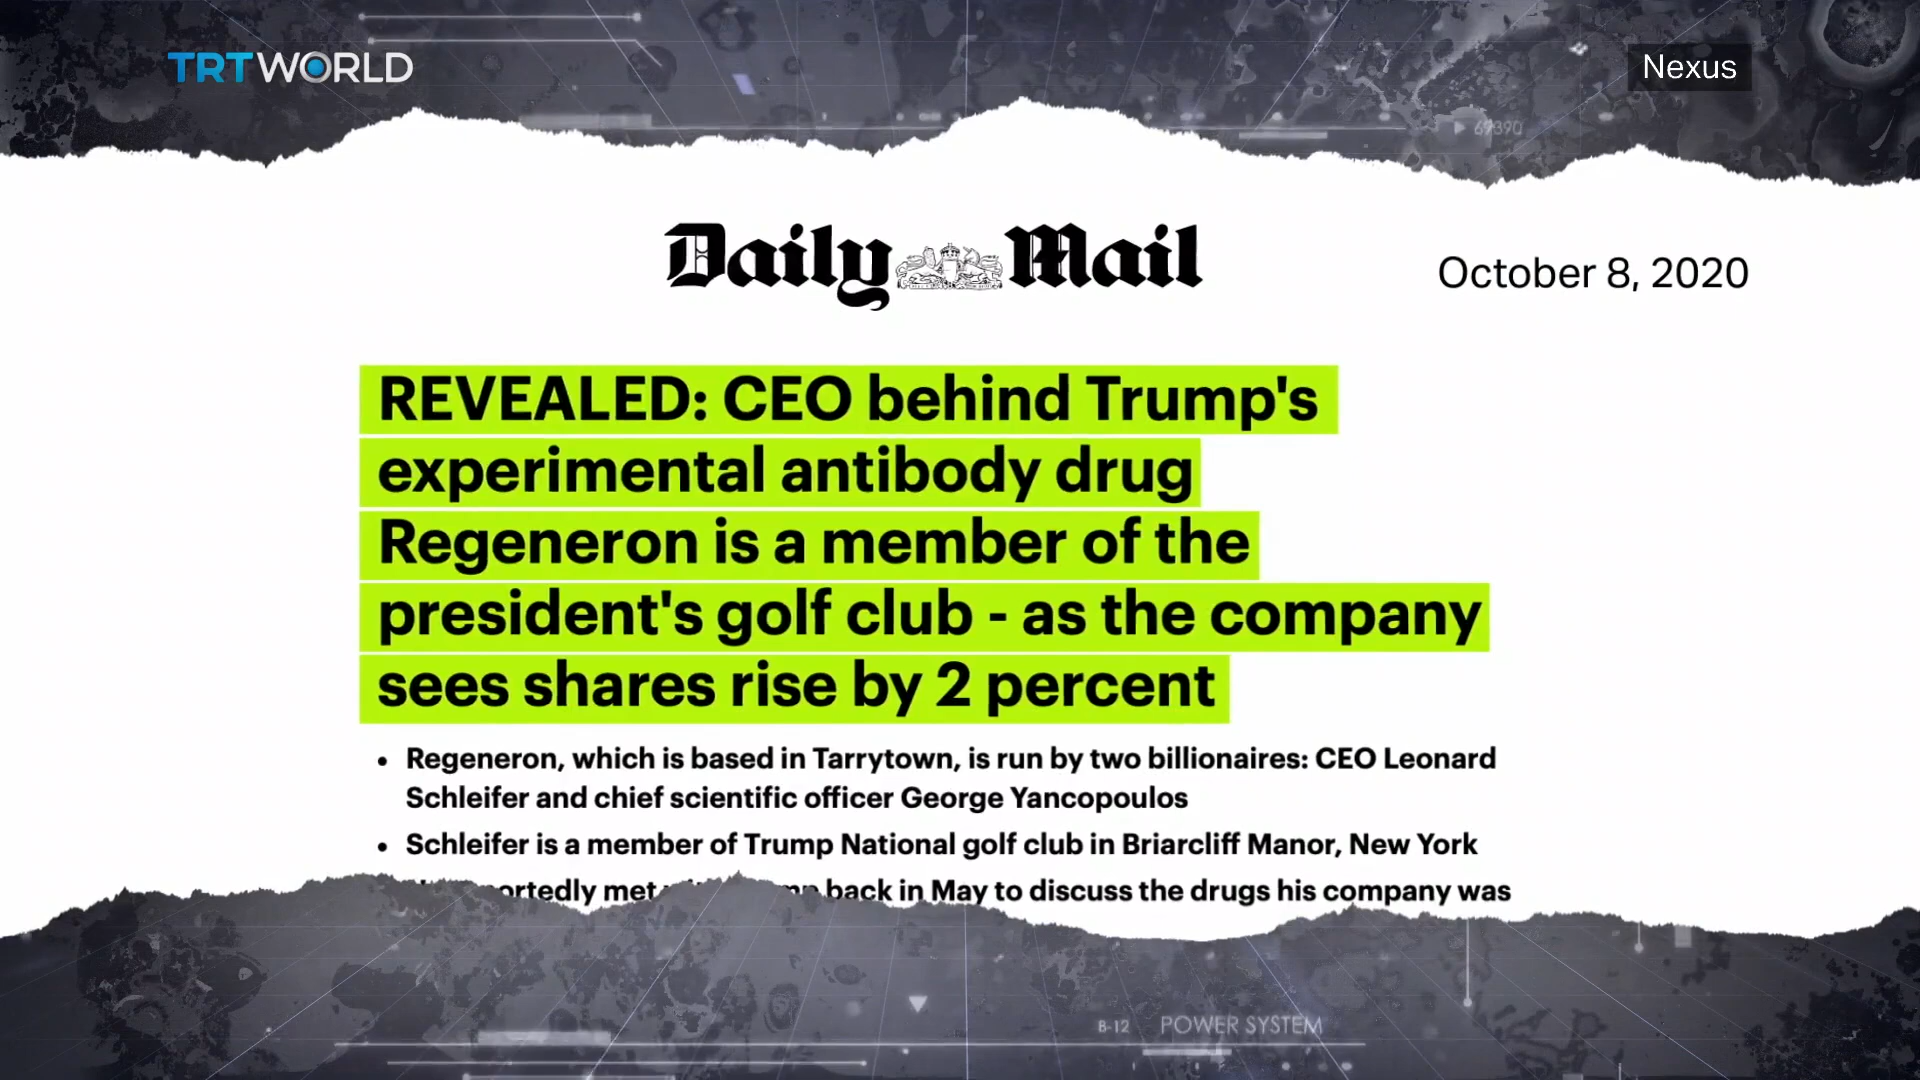 TRT WORLD
Nexus
69390
Daily Mail
October 8, 2020
REVEALED: CEO behind Trump's
experimental antibody drug
Regeneron is a member of the
president's golf club - as the company
sees shares rise by 2 percent
• Regeneron, which is based in Tarrytown, is run by two billionaires: CEO Leonard
Schleifer and chief scientific officer George Yancopoulos
• Schleifer is a member of Trump National golf club in Briarcliff Manor, New York
met back in May to discuss the drugs his company was
B-12 POWER SYSTEM